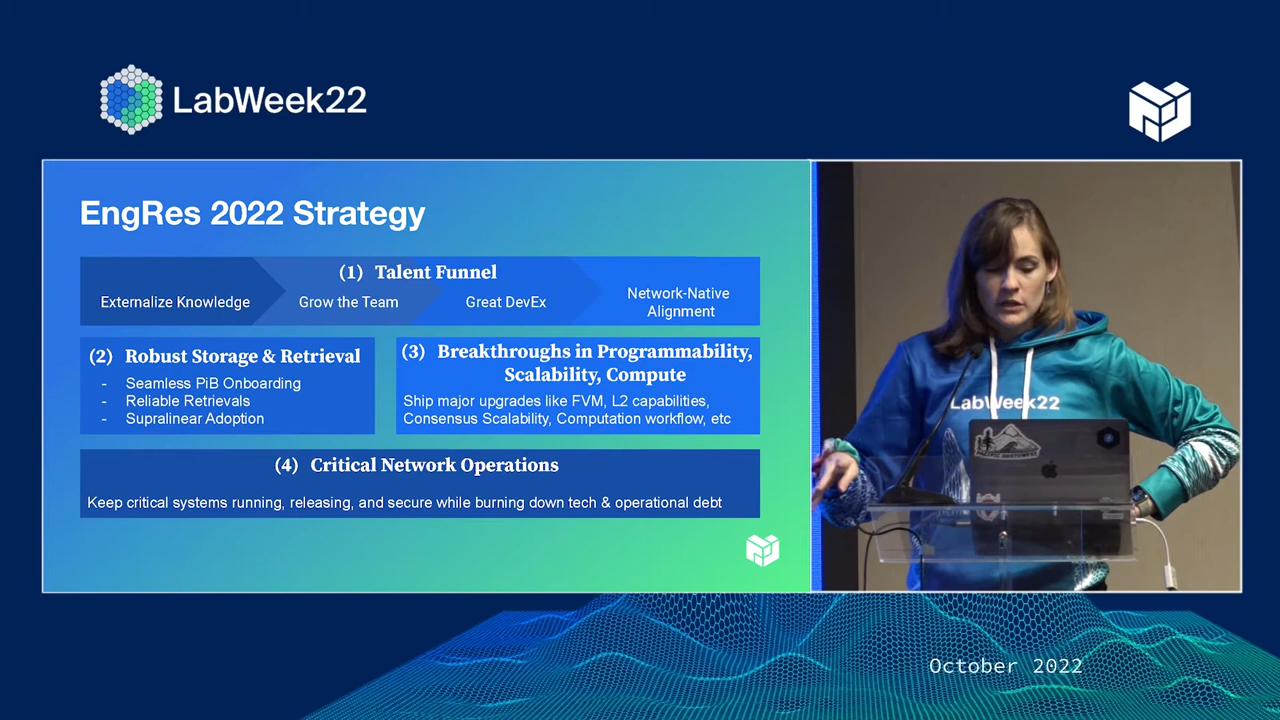 LabWeek22
EngRes 2022 Strategy
(1) Talent Funnel
Externalize Knowledge
Grow the Team
Great DevEx
Network-Native
Alignment
(2) Robust Storage & Retrieval
- Seamless PiB Onboarding
- Reliable Retrievals
- Supralinear Adoption
(3) Breakthroughs in Programmability,
Scalability, Compute
Ship major upgrades like FVM, L2 capabilities,
Consensus Scalability, Computation workflow, etc
(4) Critical Network Operations
Keep critical systems running, releasing, and secure while burning down tech & operational debt
LabWeek22
PACIFIC NORTHWEST
October 2022